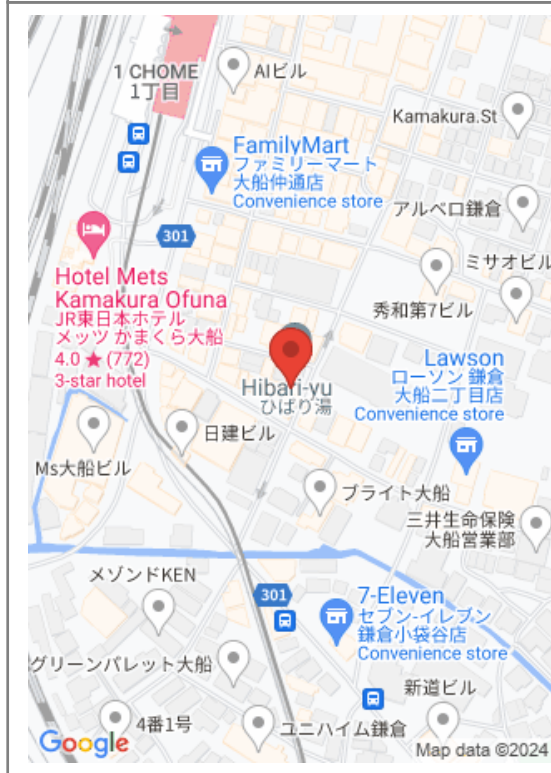 1 CHOME
1丁目
AIビル
Kamakura.St
FamilyMart
ファミリーマート
大船仲通店
Convenience store
アルベロ鎌倉
301
ミサオビル
Hotel Mets
Kamakura Ofuna
JR東日本ホテル
メッツ かまくら大船
4.0 ★ (772)
3-star hotel
秀和第7ビル
Lawson
ローソン 鎌倉
大船二丁目店
Convenience store
Hibari-yu
ひばり湯
日建ビル
Ms大船ビル
ブライト大船
三井生命保険
大船営業部
メゾンドKEN
301
7-Eleven
セブン-イレブン
鎌倉小袋谷店
Convenience store
グリーンパレット大船
新道ビル
4番1号
ユニハイム鎌倉
Google
Map data ©2024